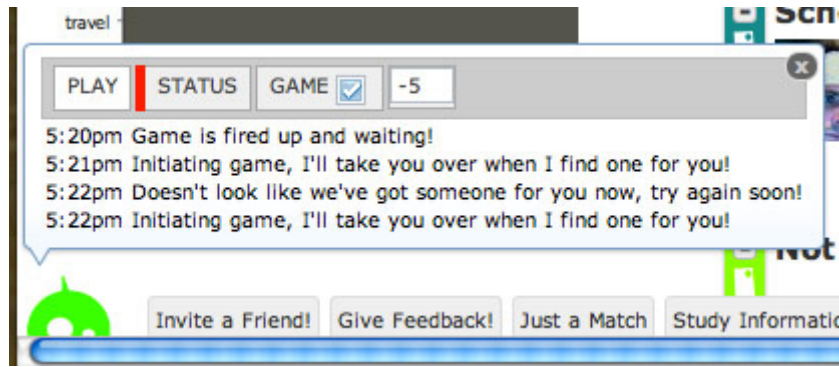 travel
Sch
PLAY STATUS GAME -5
5:20pm Game is fired up and waiting!
5:21pm Initiating game, I'll take you over when I find one for you!
5:22pm Doesn't look like we've got someone for you now, try again soon!
5:22pm Initiating game, I'll take you over when I find one for you!
Not
Invite a Friend! Give Feedback! Just a Match Study Informatio